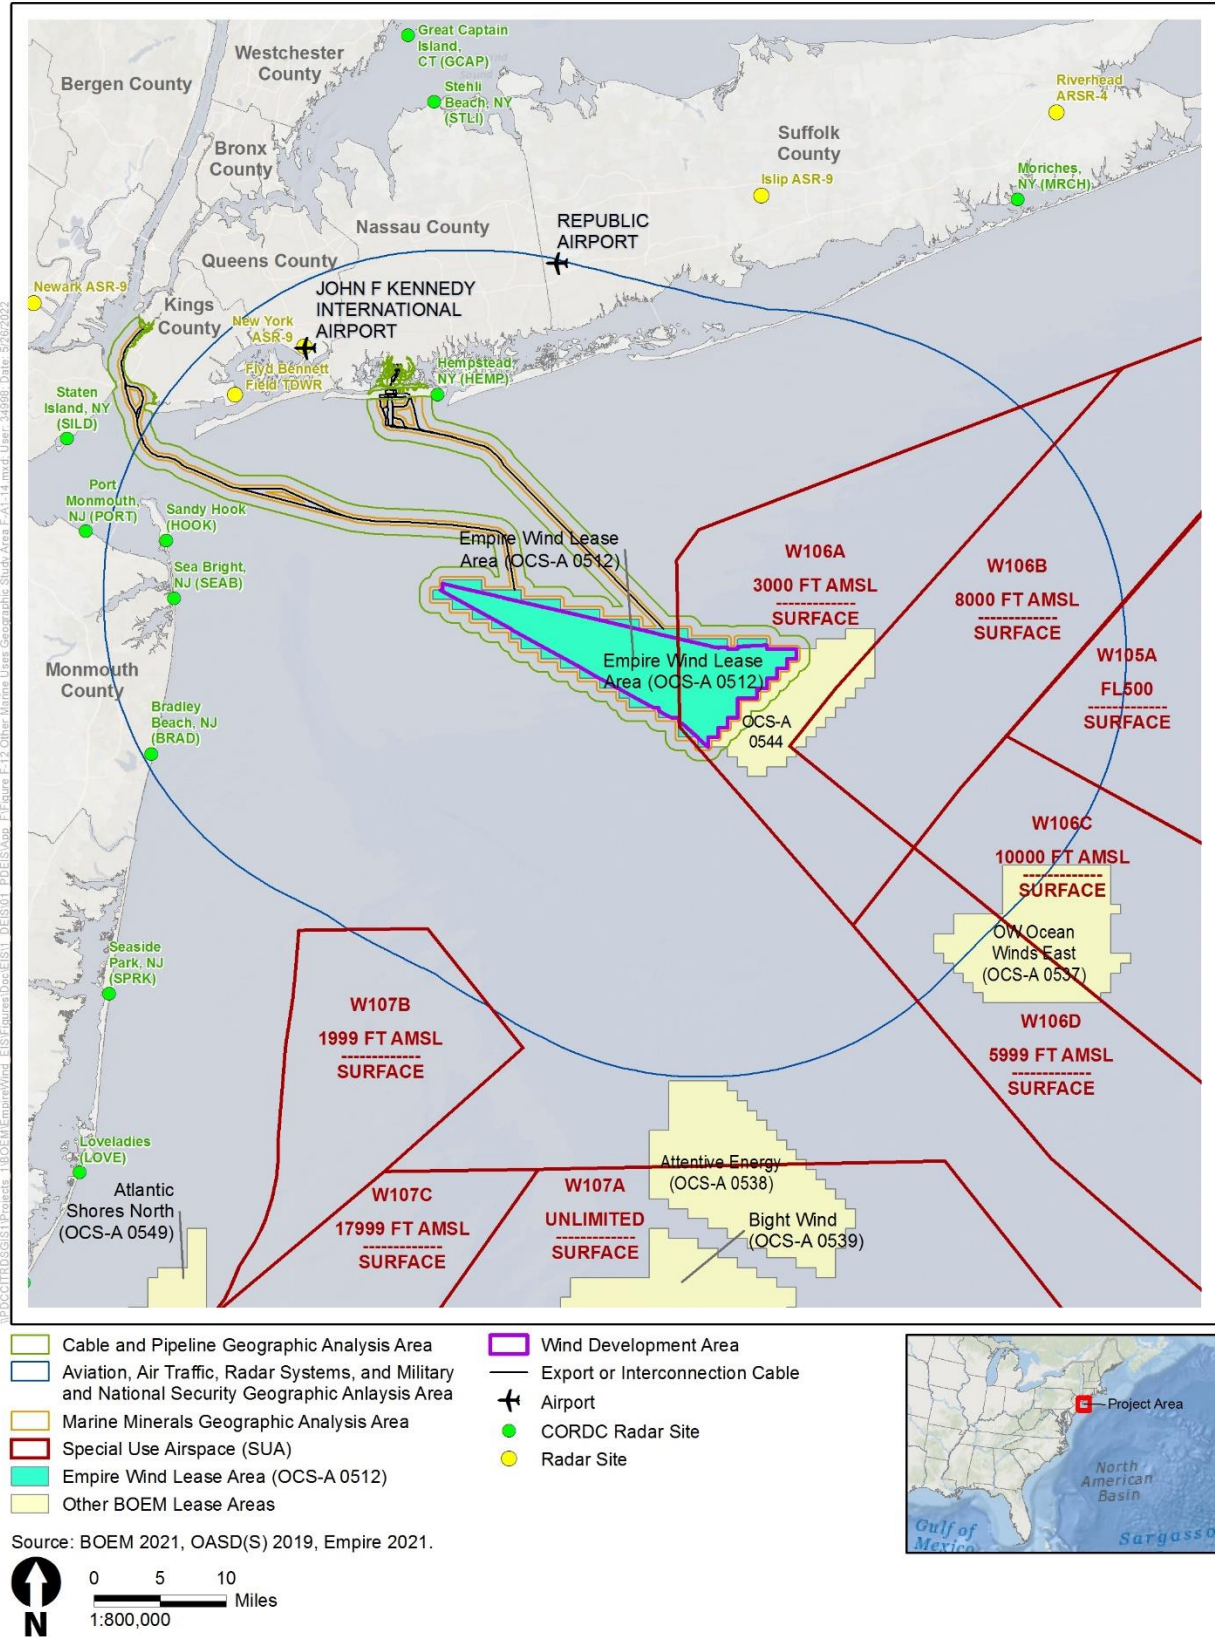 Great Captain
Island,
CT (GCAP)
Westchester
County
Bergen County
Stehli
Beach, NY
(STLI)
Riverhead
ARSR-4
Bronx
County
Suffolk
County
Moriches,
NY (MRCH)
Islip ASR-9
Nassau County
REPUBLIC
AIRPORT
Queens County
Newark ASR-9
JOHN F KENNEDY
INTERNATIONAL
AIRPORT
Kings
County
New York
ASR-9
Flyd Bennett
Field TDWR
Hempstead,
NY (HEMP)
Staten
Island, NY
(SILD)
Port
Monmouth,
NJ (PORT)
Sandy Hook
(HOOK)
Sea Bright,
NJ (SEAB)
Empire Wind Lease
Area (OCS-A 0512)
W106A
3000 FT AMSL
-------------
SURFACE
W106B
8000 FT AMSL
-------------
SURFACE
W105A
FL500
-------------
SURFACE
Monmouth
County
Empire Wind Lease
Area (OCS-A 0512)
OCS-A
0544
Bradley
Beach, NJ
(BRAD)
W106C
10000 FT AMSL
-------------
SURFACE
OW Ocean
Winds East
(OCS-A 0537)
Seaside
Park, NJ
(SPRK)
W107B
1999 FT AMSL
-------------
SURFACE
W106D
5999 FT AMSL
-------------
SURFACE
Loveladies
(LOVE)
Atlantic
Shores North
(OCS-A 0549)
W107C
17999 FT AMSL
-------------
SURFACE
W107A
UNLIMITED
-------------
SURFACE
Attentive Energy
(OCS-A 0538)
Bight Wind
(OCS-A 0539)
Cable and Pipeline Geographic Analysis Area
Aviation, Air Traffic, Radar Systems, and Military
and National Security Geographic Anlaysis Area
Marine Minerals Geographic Analysis Area
Special Use Airspace (SUA)
Empire Wind Lease Area (OCS-A 0512)
Other BOEM Lease Areas
Wind Development Area
Export or Interconnection Cable
Airport
CORDC Radar Site
Radar Site
Project Area
North
American
Basin
Gulf of
Mexico
Sargasso
Source: BOEM 2021, OASD(S) 2019, Empire 2021.
N
0 5 10
Miles
1:800,000